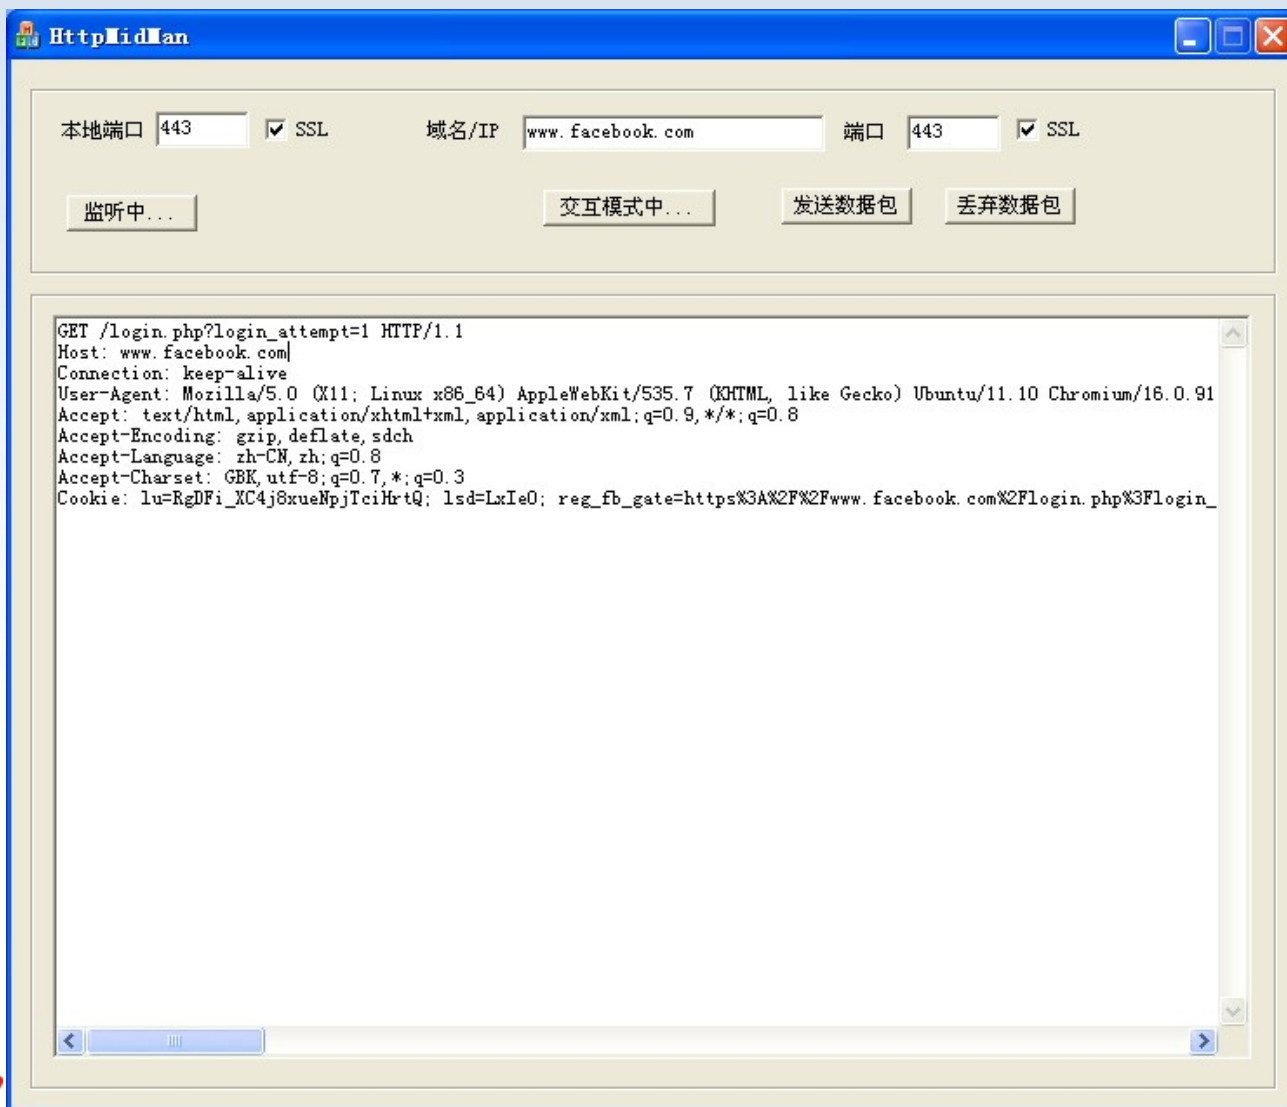 HttpMidMan
本地端口 443 SSL 域名/IP www.facebook.com 端口 443 SSL
监听中... 交互模式中... 发送数据包 丢弃数据包
GET /login.php?login_attempt=1 HTTP/1.1
Host: www.facebook.com
Connection: keep-alive
User-Agent: Mozilla/5.0 (X11; Linux x86_64) AppleWebKit/535.7 (KHTML, like Gecko) Ubuntu/11.10 Chromium/16.0.91
Accept: text/html,application/xhtml+xml,application/xml;q=0.9,*/*;q=0.8
Accept-Encoding: gzip,deflate,sdch
Accept-Language: zh-CN,zh;q=0.8
Accept-Charset: GBK,utf-8;q=0.7,*;q=0.3
Cookie: lu=RgDFi_XC4j8xueNpjTciHrtQ; lsd=LxIeO; reg_fb_gate=https%3A%2F%2Fwww.facebook.com%2Flogin.php%3Flogin_